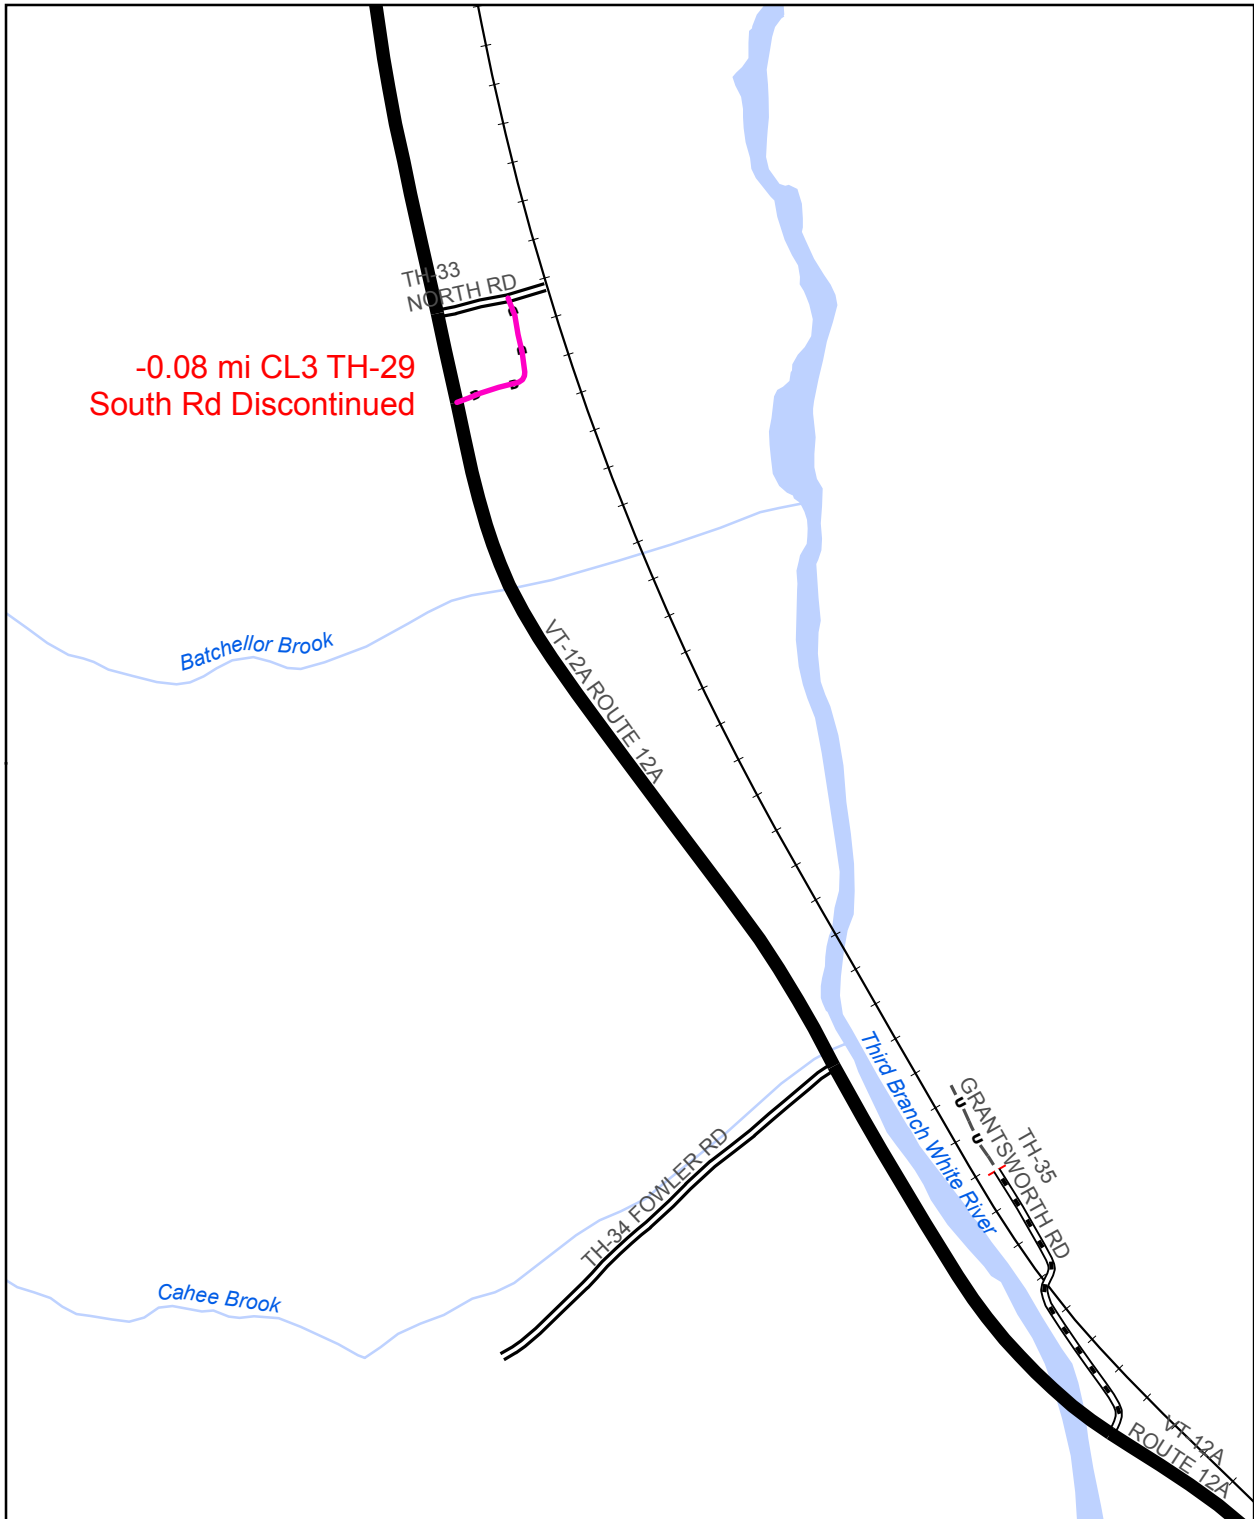 TH-33
NORTH RD
-0.08 mi CL3 TH-29
South Rd Discontinued
Batchellor Brook
VT-12A ROUTE 12A
Third Branch White River
TH-35
GRANTSWORTH RD
TH-34 FOWLER RD
Cahee Brook
VT-12A
ROUTE 12A